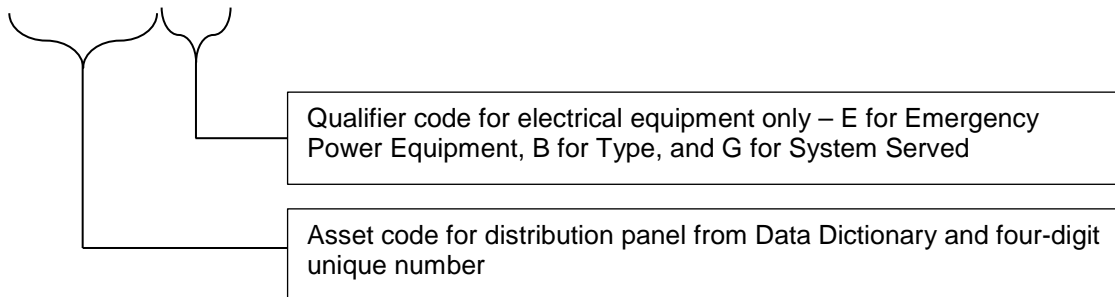 Qualifier code for electrical equipment only – E for Emergency
Power Equipment, B for Type, and G for System Served
Asset code for distribution panel from Data Dictionary and four-digit
unique number